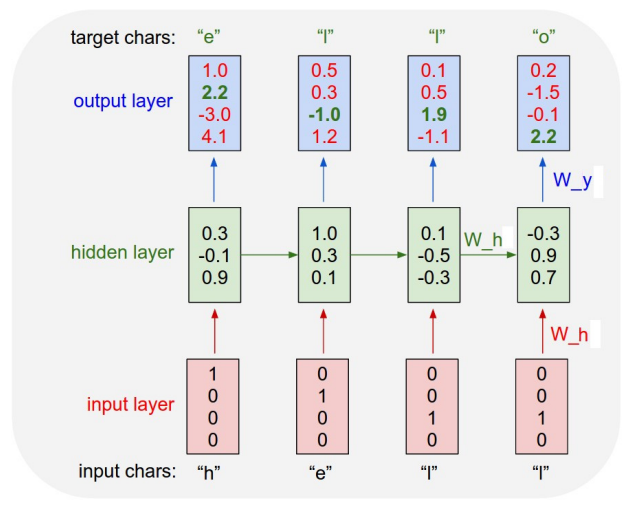 target chars: “e” “l” “l” “o”
output layer
1.0 0.5 0.1 0.2
2.2 0.3 0.5 -1.5
-3.0 -1.0 1.9 -0.1
4.1 1.2 -1.1 2.2
W_y
hidden layer
0.3 1.0 0.1 -0.3
-0.1 0.3 -0.5 0.9
0.9 0.1 -0.3 0.7
W_h
W_h
input layer
1 0 0 0
0 1 0 0
0 0 1 1
0 0 0 0
input chars: “h” “e” “l” “l”